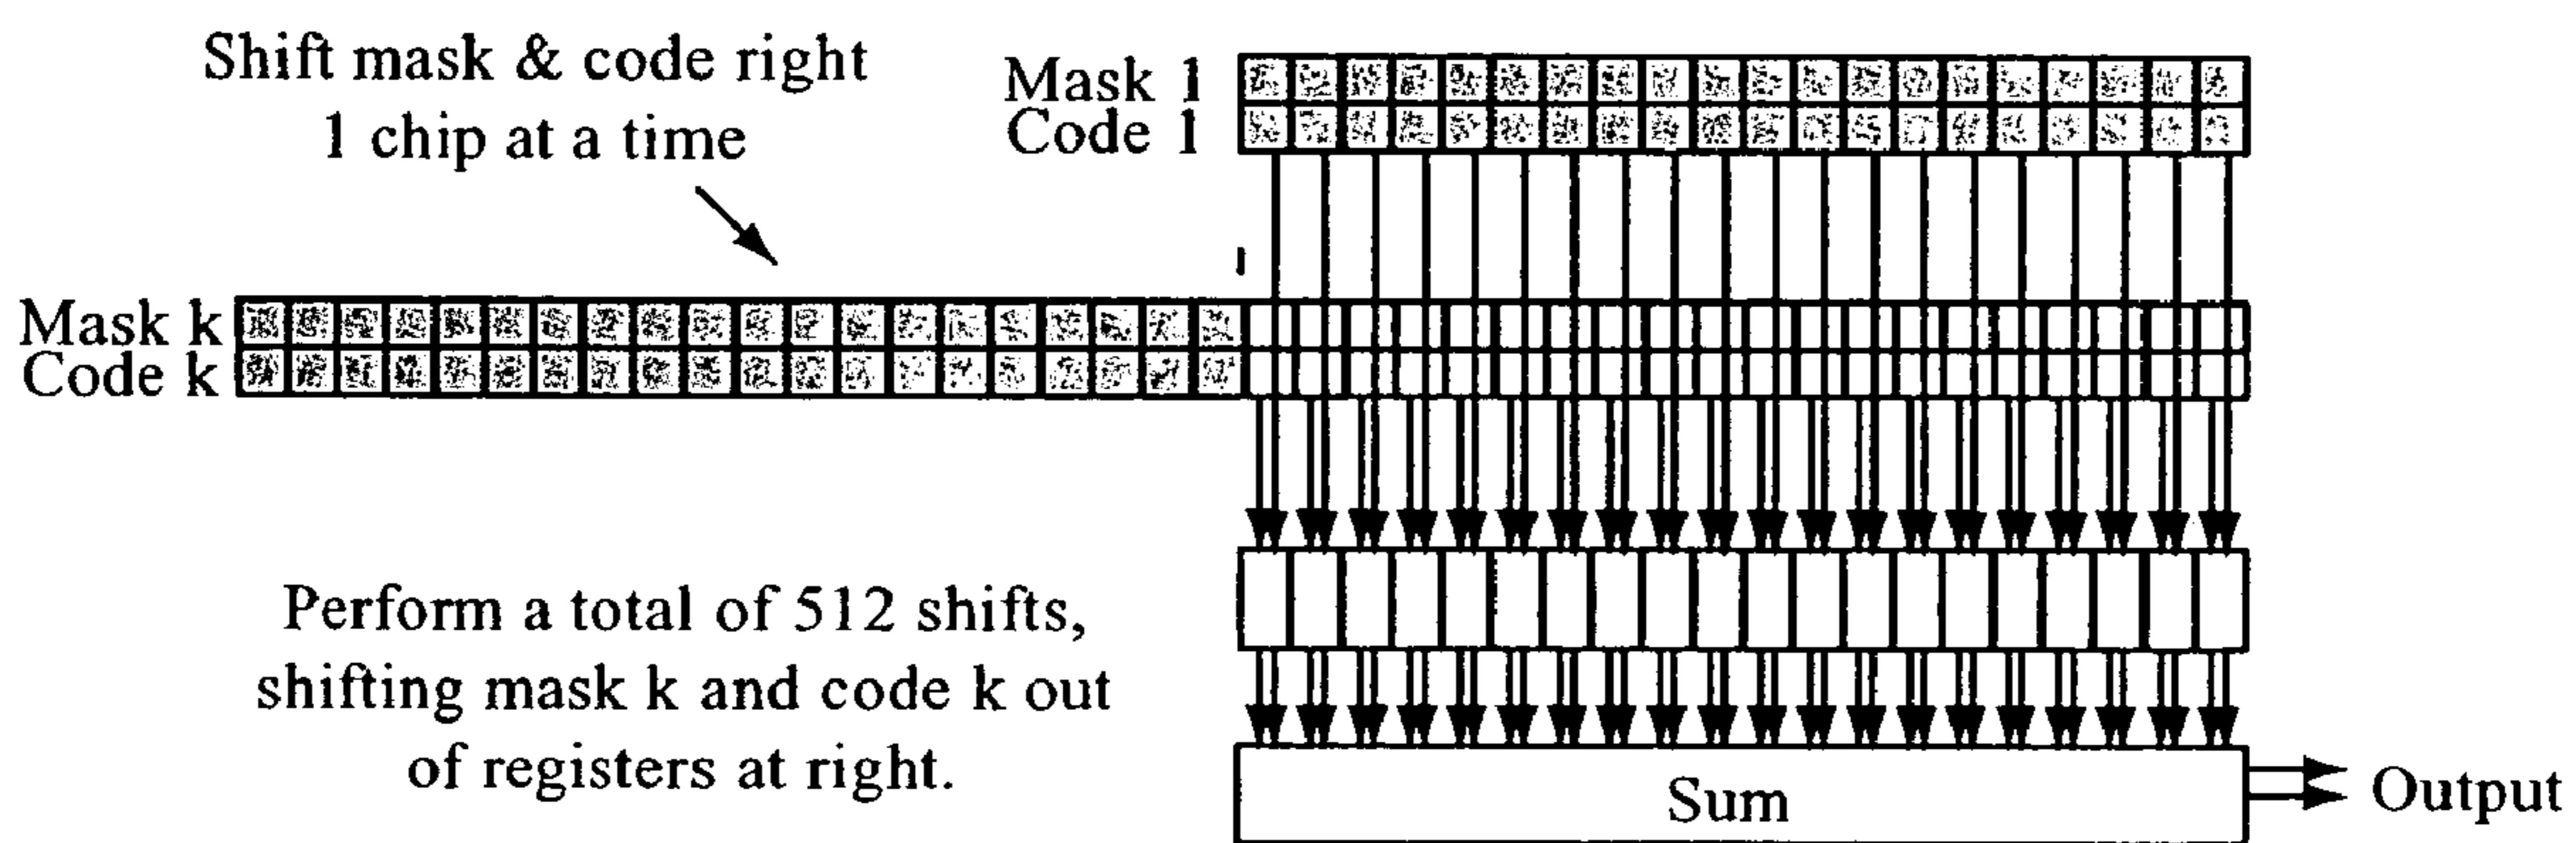 Shift mask & code right
1 chip at a time
Mask 1
Code 1
Mask k
Code k
Perform a total of 512 shifts,
shifting mask k and code k out
of registers at right.
Sum
Output